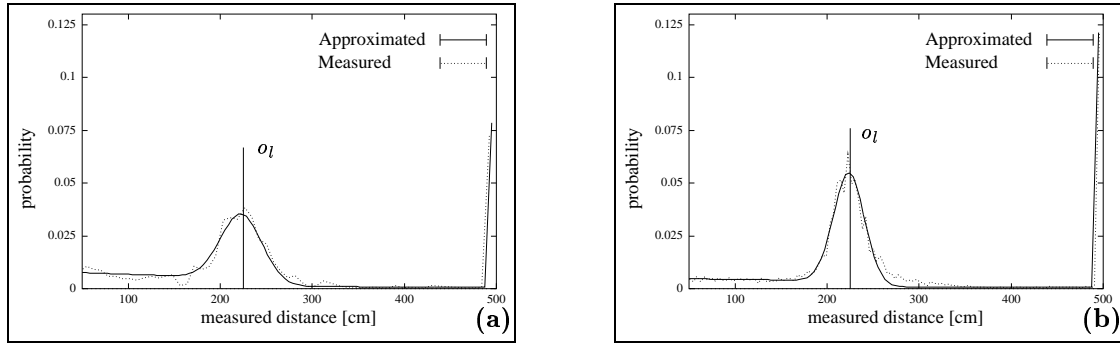 0.125
0.1
0.075
0.05
0.025
0
probability
Approximated
Measured
o_l
100 200 300 400 500
measured distance [cm]
(a)
0.125
0.1
0.075
0.05
0.025
0
probability
Approximated
Measured
o_l
100 200 300 400 500
measured distance [cm]
(b)